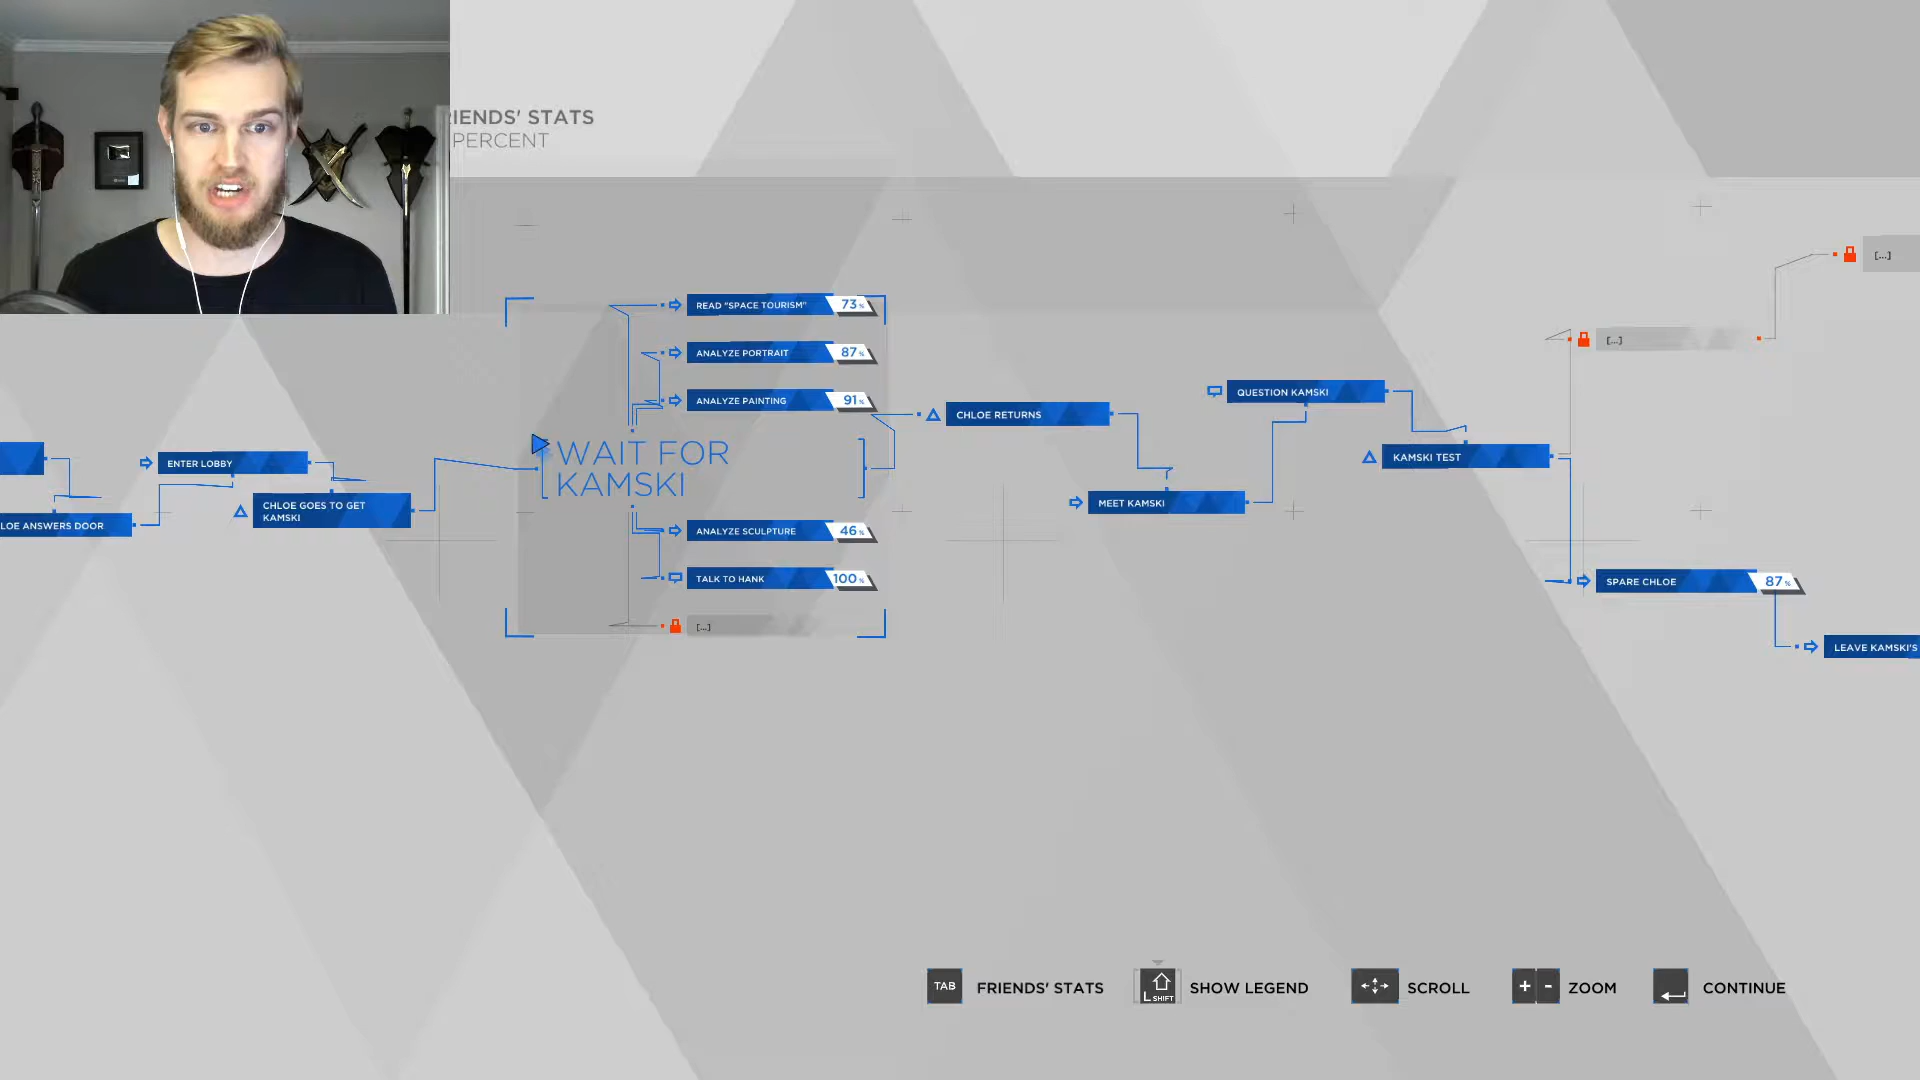 IENDS' STATS
PERCENT
READ "SPACE TOURISM" 73%
ANALYZE PORTRAIT 87%
ANALYZE PAINTING 91%
WAIT FOR
KAMSKI
ANALYZE SCULPTURE 46%
TALK TO HANK 100%
[...]
LOE ANSWERS DOOR
ENTER LOBBY
CHLOE GOES TO GET
KAMSKI
CHLOE RETURNS
MEET KAMSKI
QUESTION KAMSKI
KAMSKI TEST
[...]
[...]
SPARE CHLOE 87%
LEAVE KAMSKI'S
TAB FRIENDS' STATS
L SHIFT SHOW LEGEND
SCROLL
+ - ZOOM
CONTINUE